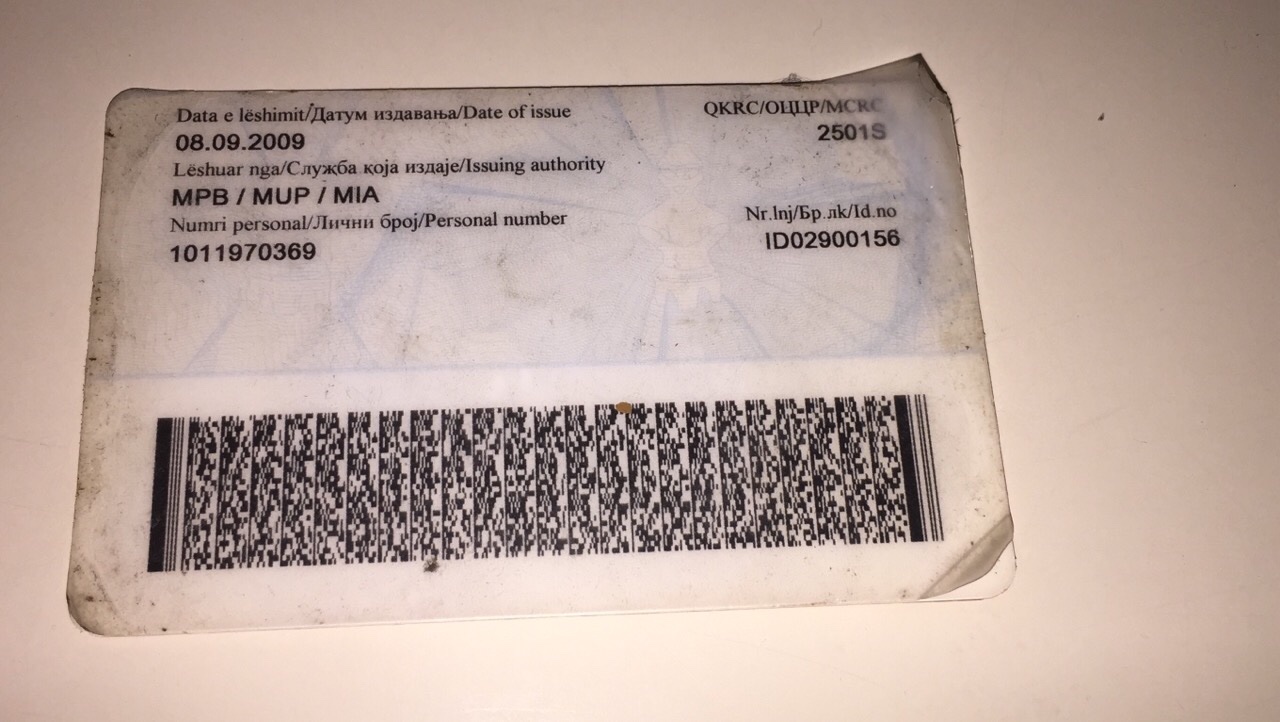 Data e lëshimit/Датум издавања/Date of issue
08.09.2009
Lëshuar nga/Служба која издаје/Issuing authority
MPB / MUP / MIA
Numri personal/Лични број/Personal number
1011970369
QKRC/ОЦЦР/MCRC
2501S
Nr.lnj/Бр.лк/Id.no
ID02900156